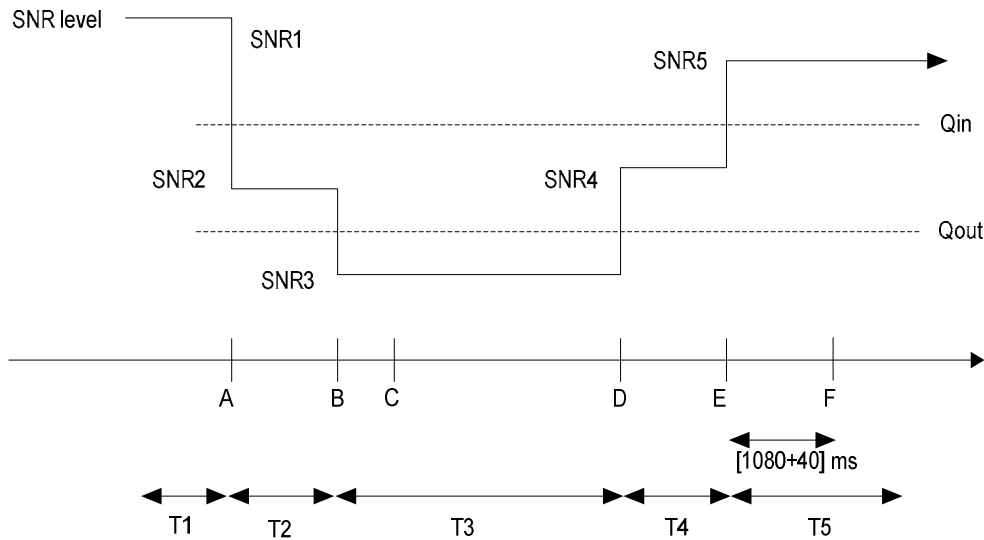 SNR level
SNR1
SNR5
Qin
SNR2
SNR4
Qout
SNR3
A B C D E F
[1080+40] ms
T1 T2 T3 T4 T5